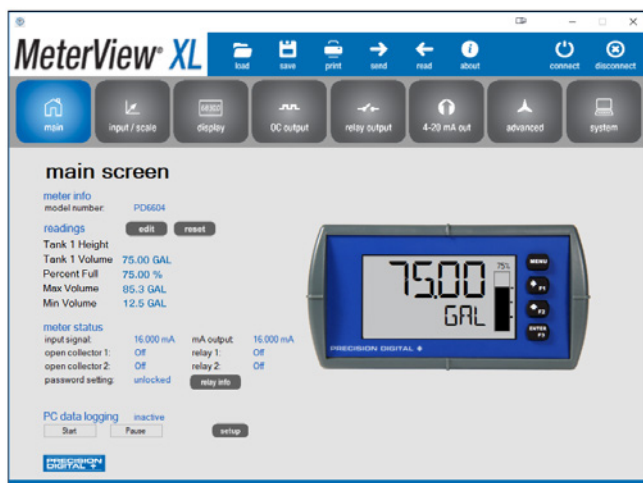 MeterView® XL
load save print send read about connect disconnect
main input / scale display OC output relay output 4-20 mA out advanced system
main screen
meter info
model number: PD6604
readings edit reset
Tank 1 Height
Tank 1 Volume 75.00 GAL
Percent Full 75.00 %
Max Volume 85.3 GAL
Min Volume 12.5 GAL
75.00 75%
GAL
MENU
F1
F2
ENTER
F3
PRECISION DIGITAL
meter status
input signal: 16.000 mA mA output: 16.000 mA
open collector 1: Off relay 1: Off
open collector 2: Off relay 2: Off
password setting: unlocked relay info
PC data logging inactive
Start Pause setup
PRECISION
DIGITAL